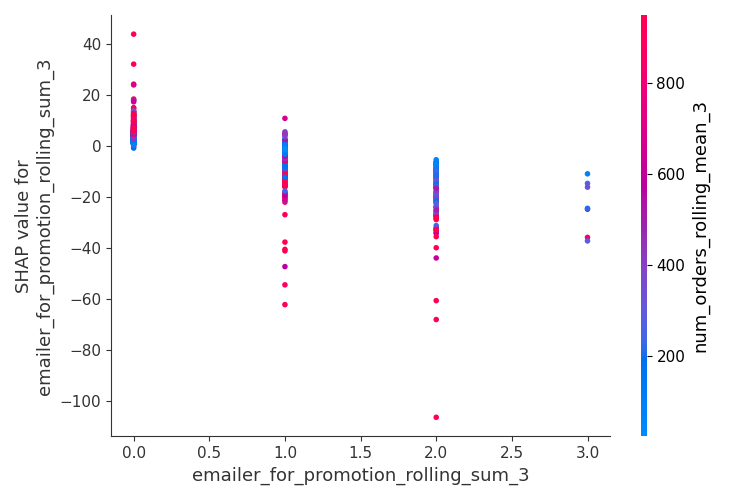 40
20
0
−20
−40
−60
−80
−100
SHAP value for
emailer_for_promotion_rolling_sum_3
0.0 0.5 1.0 1.5 2.0 2.5 3.0
emailer_for_promotion_rolling_sum_3
800
600
400
200
num_orders_rolling_mean_3